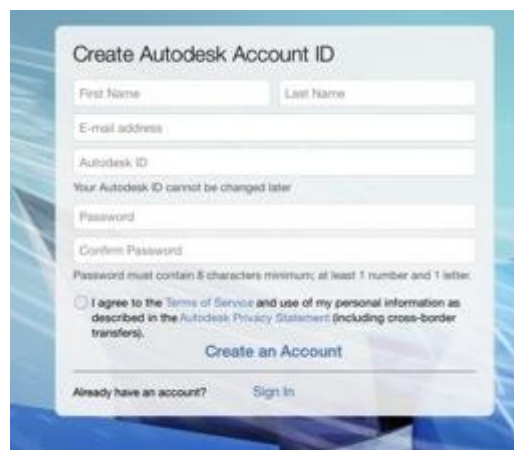 Create Autodesk Account ID
First Name Last Name
E-mail address
Autodesk ID
Your Autodesk ID cannot be changed later
Password
Confirm Password
Password must contain 8 characters minimum; at least 1 number and 1 letter.
I agree to the Terms of Service and use of my personal information as
described in the Autodesk Privacy Statement (including cross-border
transfers).
Create an Account
Already have an account? Sign In